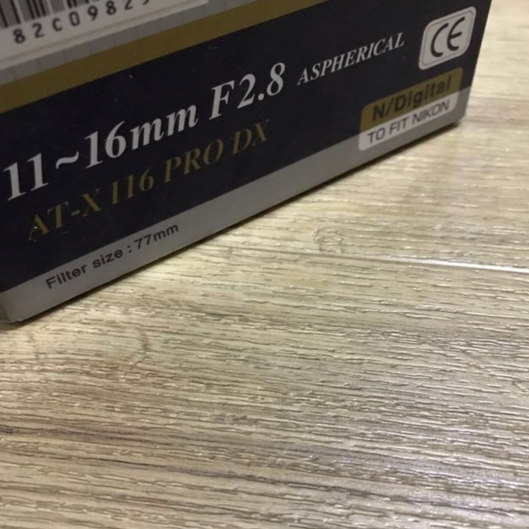 82C0982
11~16mm F2.8 ASPHERICAL
CE
AT-X 116 PRO DX
N/Digital
TO FIT NIKON
Filter size : 77mm